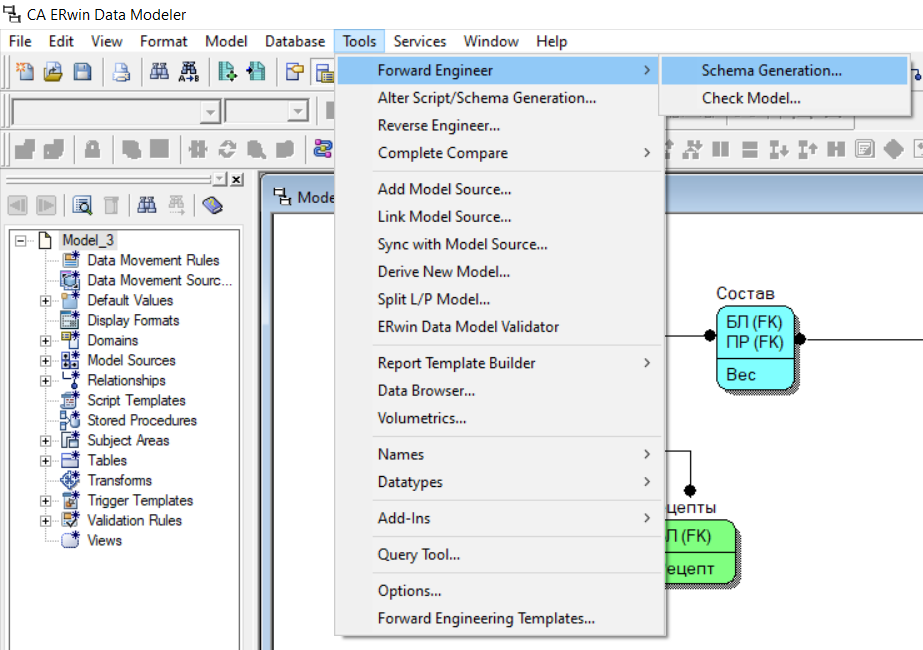 CA ERwin Data Modeler
File Edit View Format Model Database Tools Services Window Help
Forward Engineer
Schema Generation...
Alter Script/Schema Generation...
Check Model...
Reverse Engineer...
Complete Compare
Add Model Source...
Link Model Source...
Sync with Model Source...
Derive New Model...
Split L/P Model...
ERwin Data Model Validator
Report Template Builder
Data Browser...
Volumetrics...
Names
Datatypes
Add-Ins
Query Tool...
Options...
Forward Engineering Templates...
Model_3
Data Movement Rules
Data Movement Sourc...
Default Values
Display Formats
Domains
Model Sources
Relationships
Script Templates
Stored Procedures
Subject Areas
Tables
Transforms
Trigger Templates
Validation Rules
Views
Mode
Состав
БЛ (FK)
ПР (FK)
Вес
цепты
Л (FK)
ецепт